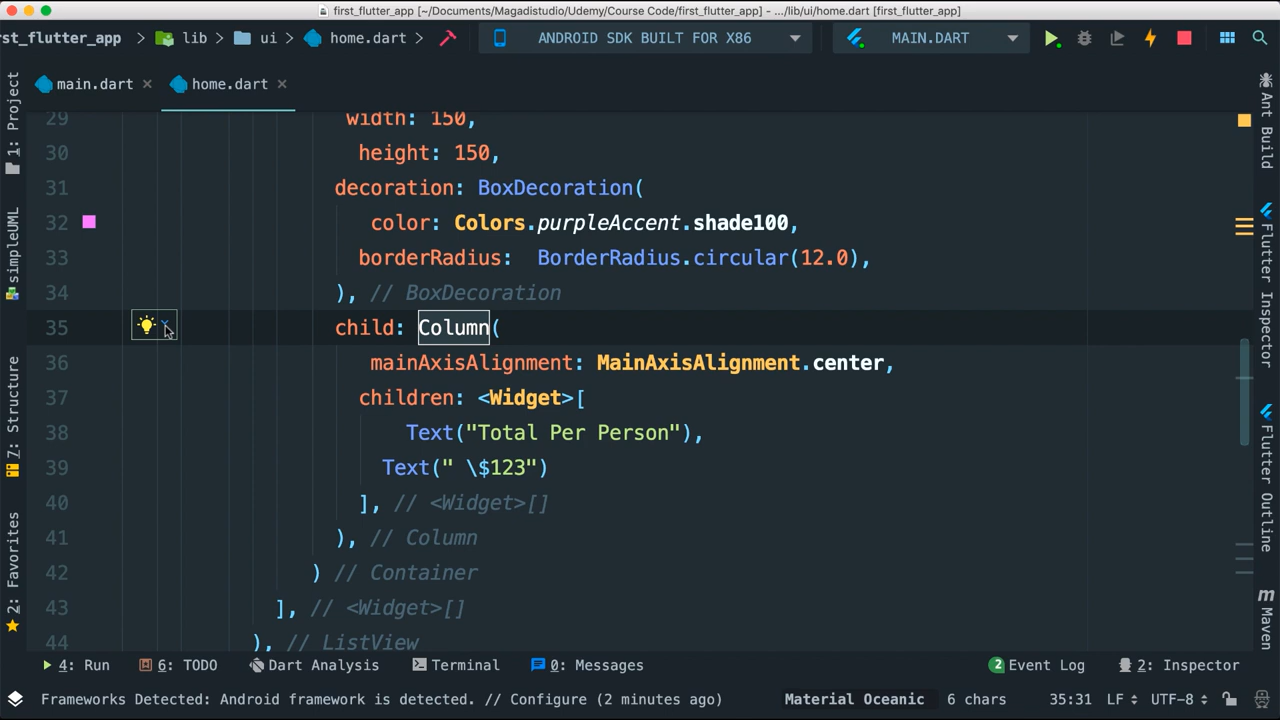 first_flutter_app [~/Documents/Magadistudio/Udemy/Course Code/first_flutter_app] - .../lib/ui/home.dart [first_flutter_app]
rst_flutter_app lib ui home.dart ANDROID SDK BUILT FOR X86 MAIN.DART
main.dart home.dart
1: Project
simpleUML
7: Structure
2: Favorites
29 width: 150,
30 height: 150,
31 decoration: BoxDecoration(
32 color: Colors.purpleAccent.shade100,
33 borderRadius: BorderRadius.circular(12.0),
34 ), // BoxDecoration
35 child: Column(
36 mainAxisAlignment: MainAxisAlignment.center,
37 children: <Widget>[
38 Text("Total Per Person"),
39 Text(" \$123")
40 ], // <Widget>[]
41 ), // Column
42 ) // Container
43 ], // <Widget>[]
44 ), // ListView
Ant Build
Flutter Inspector
Flutter Outline
m Maven
4: Run 6: TODO Dart Analysis Terminal 0: Messages 2 Event Log 2: Inspector
Frameworks Detected: Android framework is detected. // Configure (2 minutes ago) Material Oceanic 6 chars 35:31 LF UTF-8